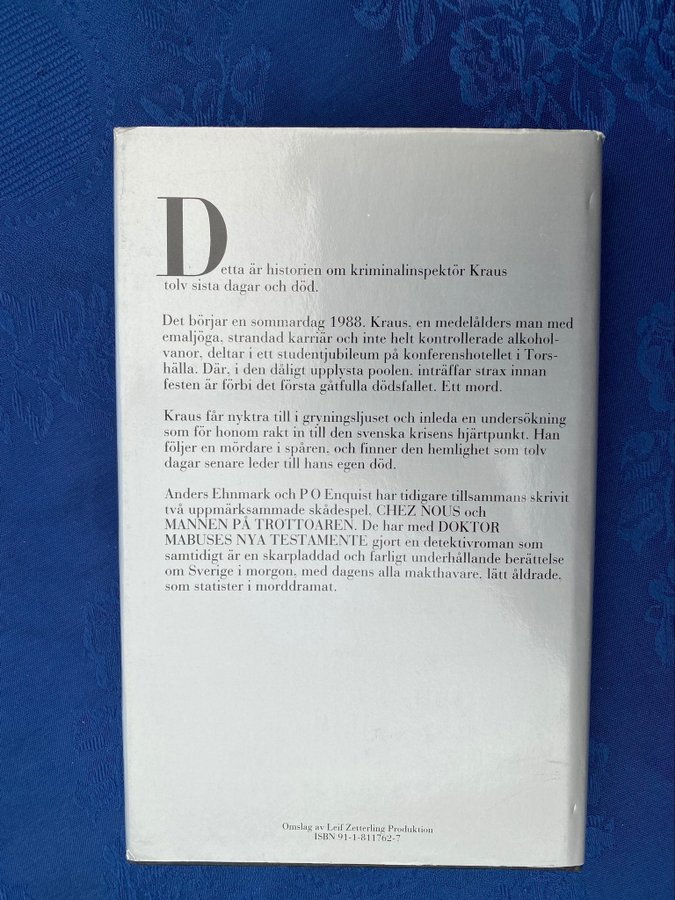 Detta är historien om kriminalinspektör Kraus
tolv sista dagar och död.
Det börjar en sommardag 1988. Kraus, en medelålders man med
emaljöga, strandad karriär och inte helt kontrollerade alkohol-
vanor, deltar i ett studentjubileum på konferenshotellet i Tors-
hälla. Där, i den dåligt upplysta poolen, inträffar strax innan
festen är förbi det första gåtfulla dödsfallet. Ett mord.
Kraus får nyktra till i gryningsljuset och inleda en undersökning
som för honom rakt in till den svenska krisens hjärtpunkt. Han
följer en mördare i spåren, och finner den hemlighet som tolv
dagar senare leder till hans egen död.
Anders Ehnmark och P O Enquist har tidigare tillsammans skrivit
två uppmärksammade skådespel, CHEZ NOUS och
MANNEN PÅ TROTTOAREN. De har med DOKTOR
MABUSES NYA TESTAMENTE gjort en detektivroman som
samtidigt är en skarpladdad och farligt underhållande berättelse
om Sverige i morgon, med dagens alla makthavare, lätt åldrade,
som statister i morddramat.
Omslag av Leif Zetterling Produktion
ISBN 91-1-811762-7